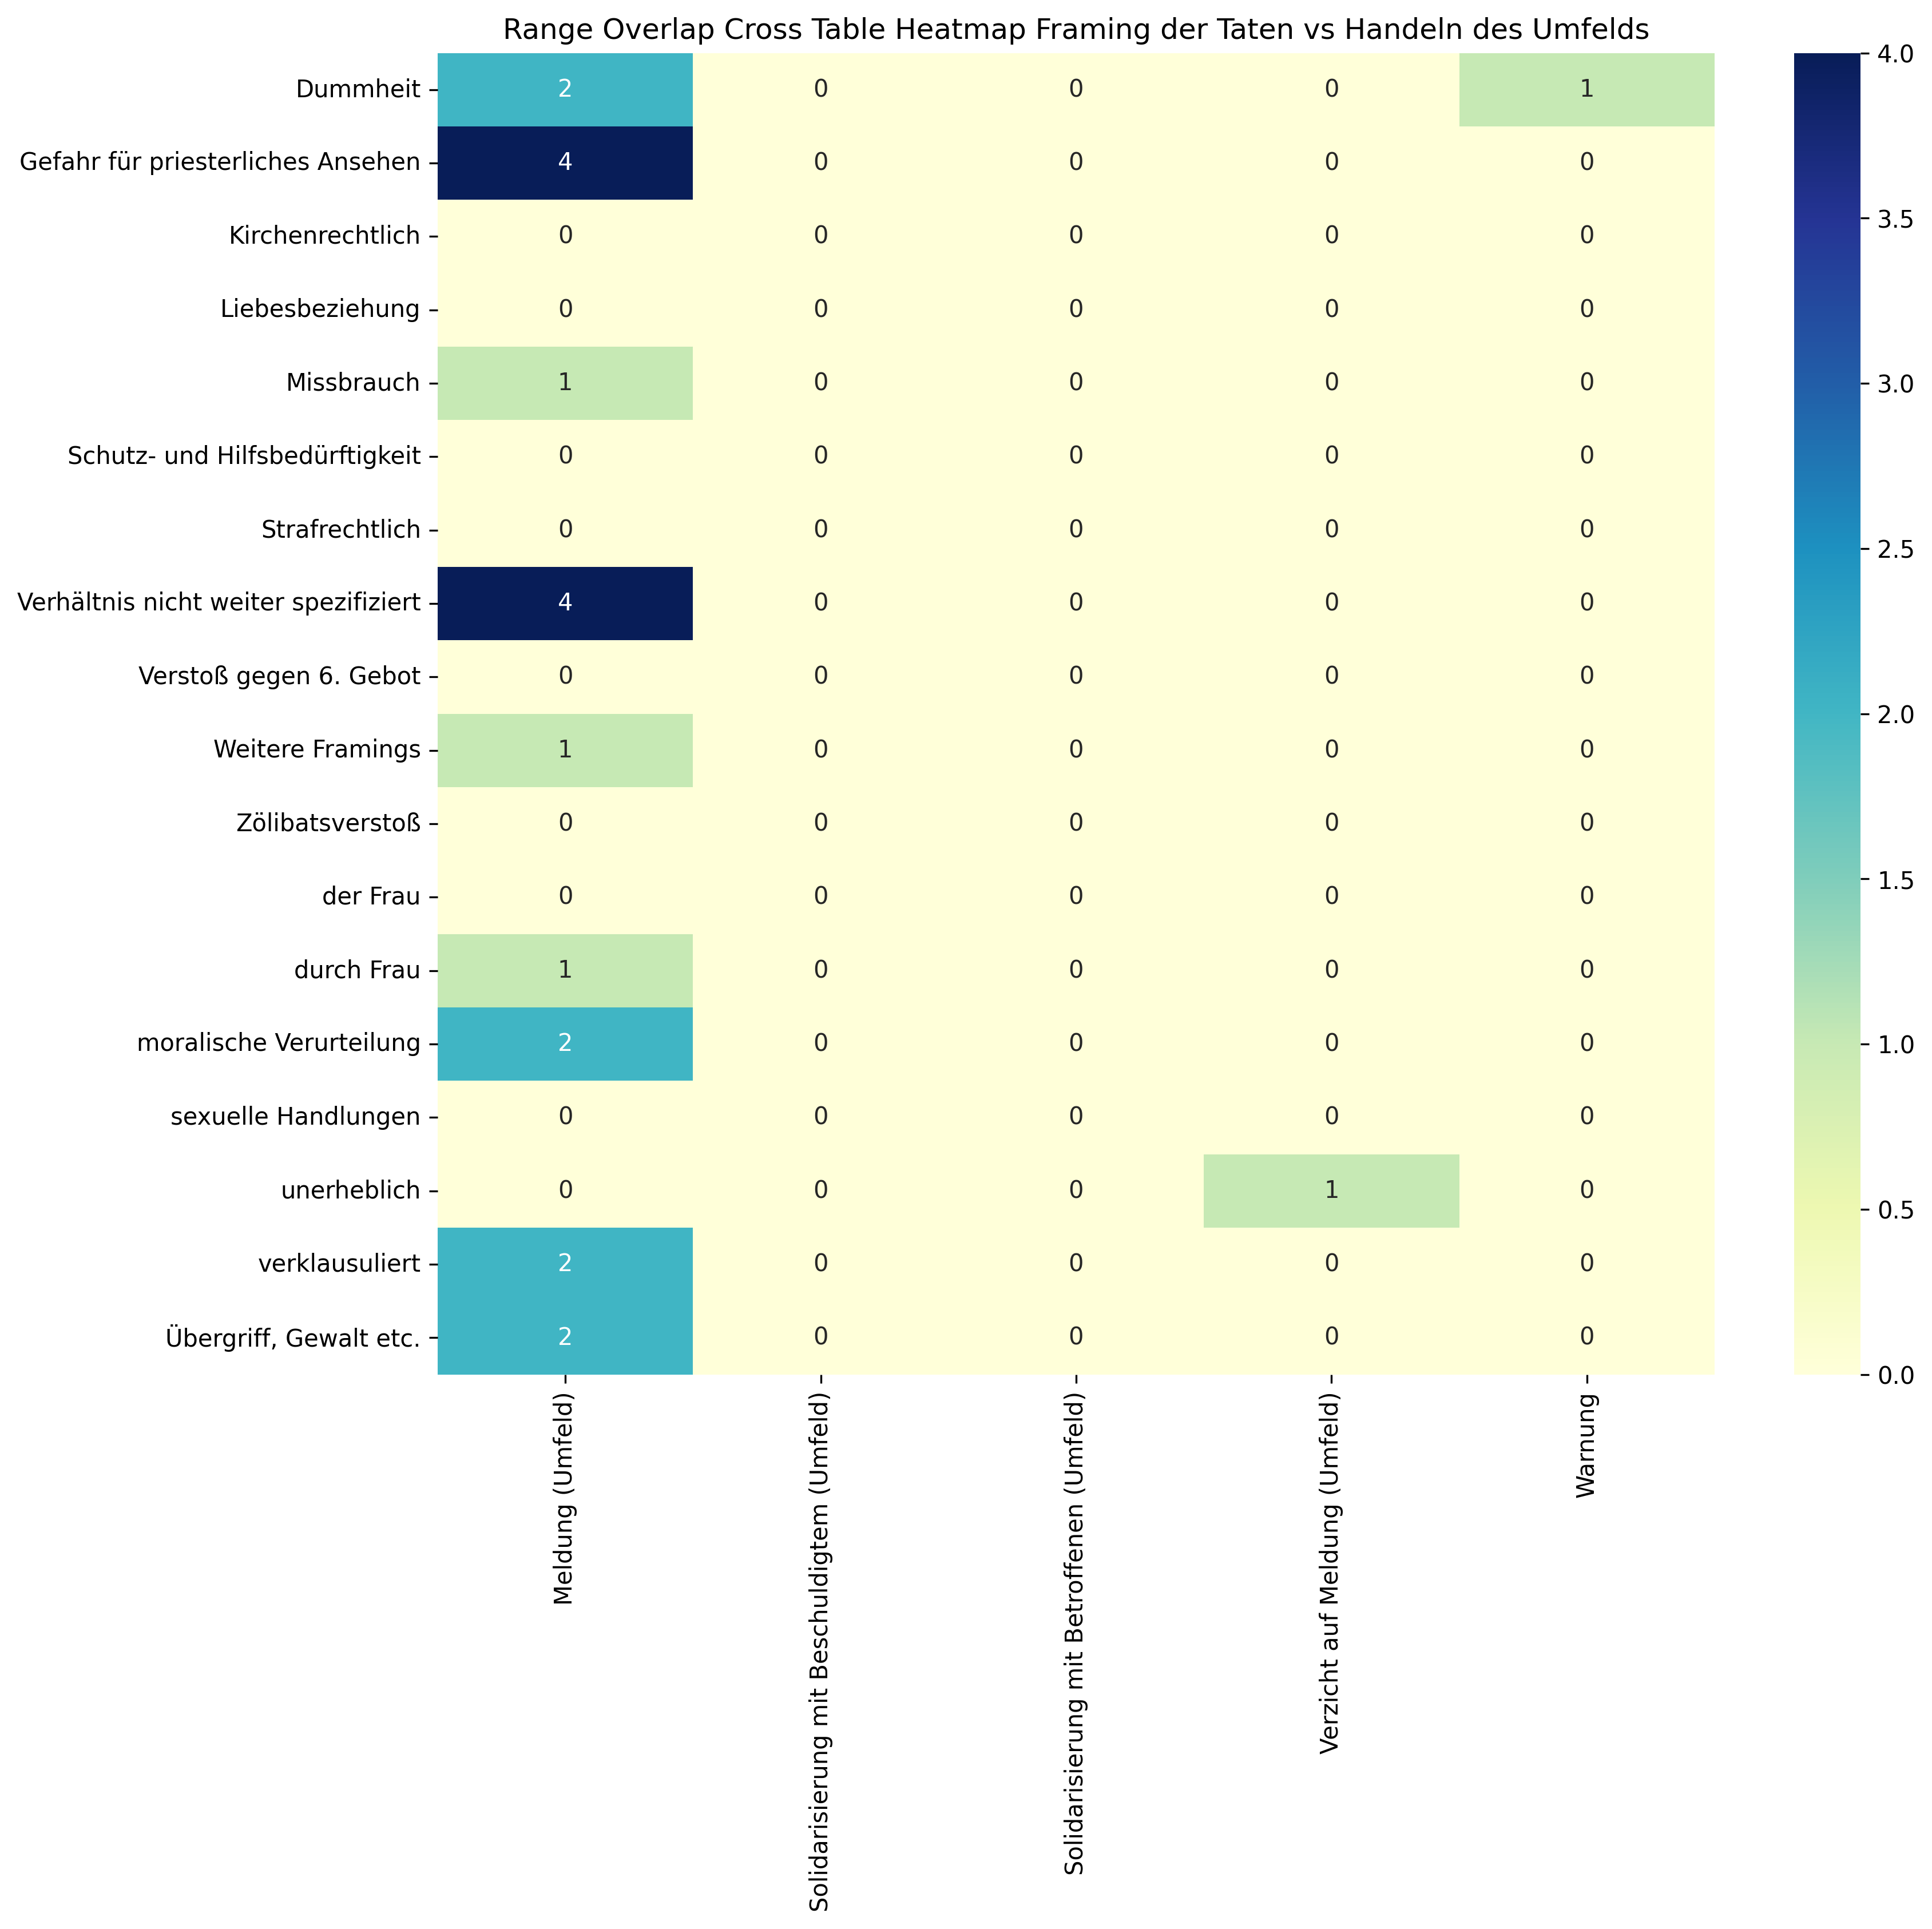 Range Overlap Cross Table Heatmap Framing der Taten vs Handeln des Umfelds
Dummheit 2 0 0 0 1
Gefahr für priesterliches Ansehen 4 0 0 0 0
Kirchenrechtlich 0 0 0 0 0
Liebesbeziehung 0 0 0 0 0
Missbrauch 1 0 0 0 0
Schutz- und Hilfsbedürftigkeit 0 0 0 0 0
Strafrechtlich 0 0 0 0 0
Verhältnis nicht weiter spezifiziert 4 0 0 0 0
Verstoß gegen 6. Gebot 0 0 0 0 0
Weitere Framings 1 0 0 0 0
Zölibatsverstoß 0 0 0 0 0
der Frau 0 0 0 0 0
durch Frau 1 0 0 0 0
moralische Verurteilung 2 0 0 0 0
sexuelle Handlungen 0 0 0 0 0
unerheblich 0 0 0 1 0
verklausuliert 2 0 0 0 0
Übergriff, Gewalt etc. 2 0 0 0 0
Meldung (Umfeld)
Solidarisierung mit Beschuldigtem (Umfeld)
Solidarisierung mit Betroffenen (Umfeld)
Verzicht auf Meldung (Umfeld)
Warnung
4.0
3.5
3.0
2.5
2.0
1.5
1.0
0.5
0.0